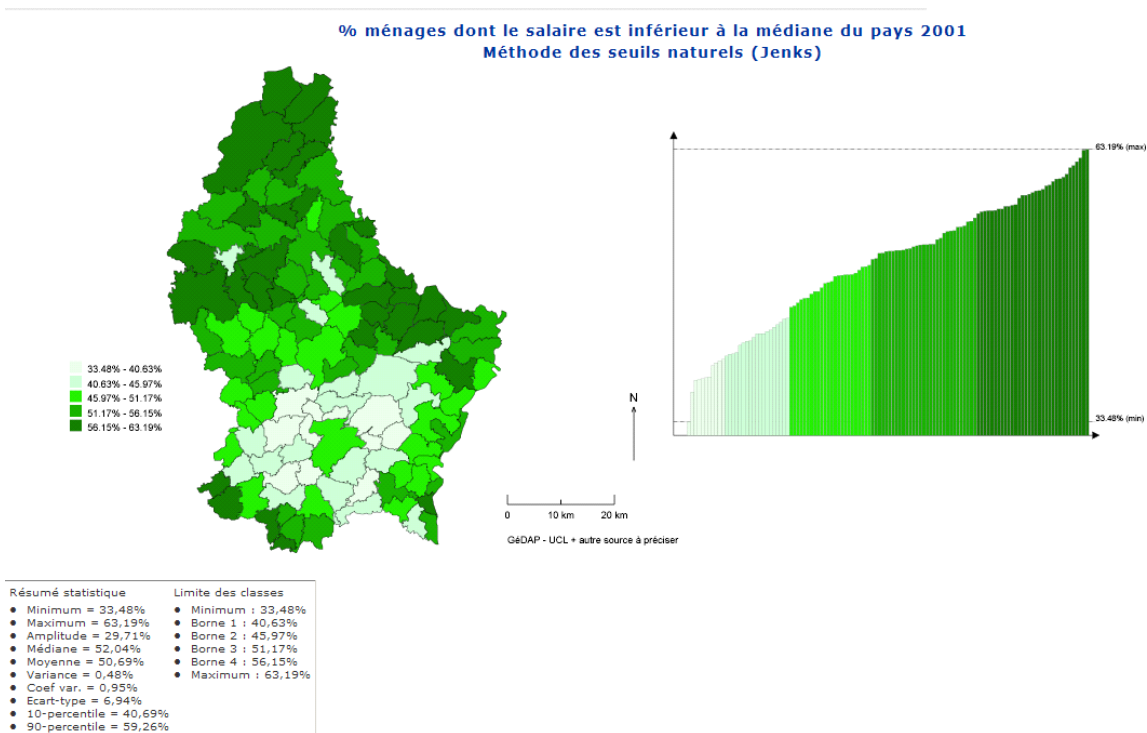 % ménages dont le salaire est inférieur à la médiane du pays 2001
Méthode des seuils naturels (Jenks)
63.19% (max)
33.48% - 40.63%
40.63% - 45.97%
45.97% - 51.17%
51.17% - 56.15%
56.15% - 63.19%
N
33.48% (min)
0 10 km 20 km
GéDAP - UCL + autre source à préciser
Résumé statistique
• Minimum = 33,48%
• Maximum = 63,19%
• Amplitude = 29,71%
• Médiane = 52,04%
• Moyenne = 50,69%
• Variance = 0,48%
• Coef var. = 0,95%
• Ecart-type = 6,94%
• 10-percentile = 40,69%
• 90-percentile = 59,26%
Limite des classes
• Minimum : 33,48%
• Borne 1 : 40,63%
• Borne 2 : 45,97%
• Borne 3 : 51,17%
• Borne 4 : 56,15%
• Maximum : 63,19%